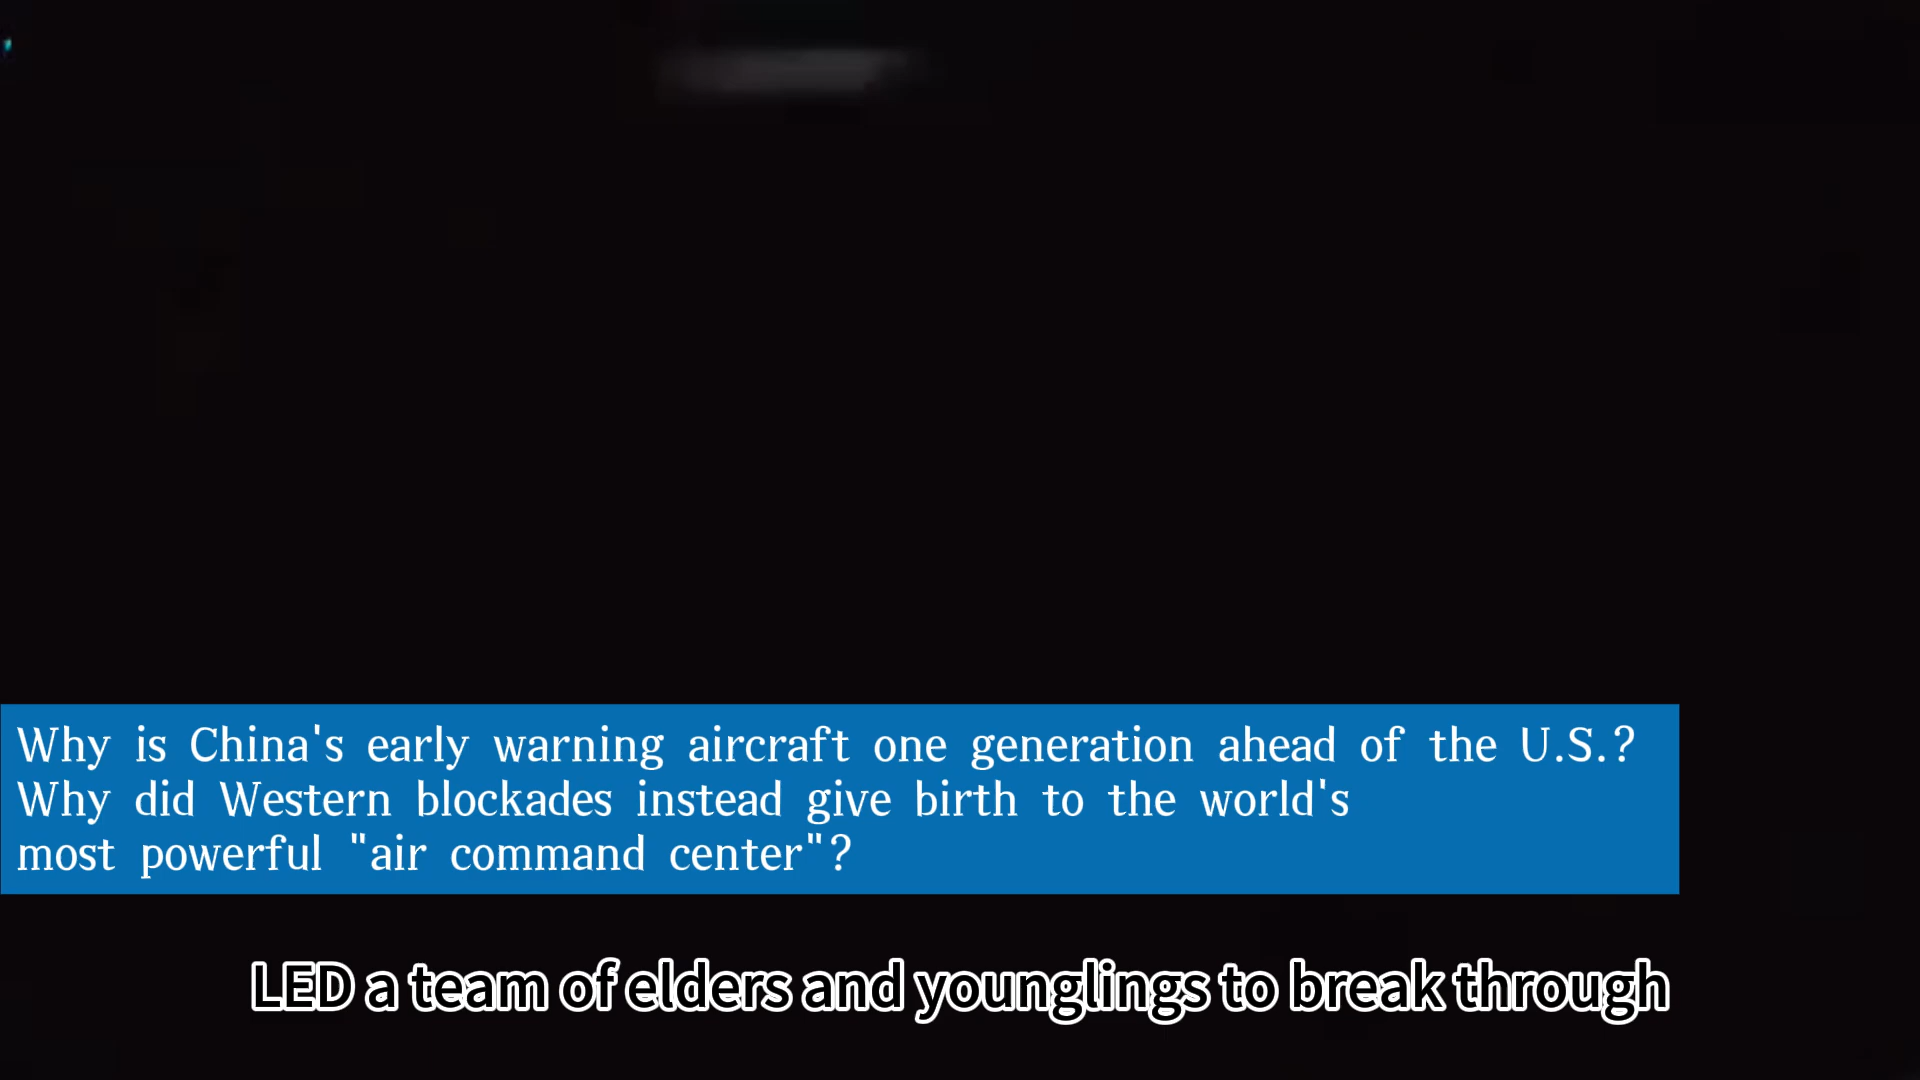 Why is China's early warning aircraft one generation ahead of the U.S.?
Why did Western blockades instead give birth to the world's
most powerful "air command center"?
LED a team of elders and younglings to break through